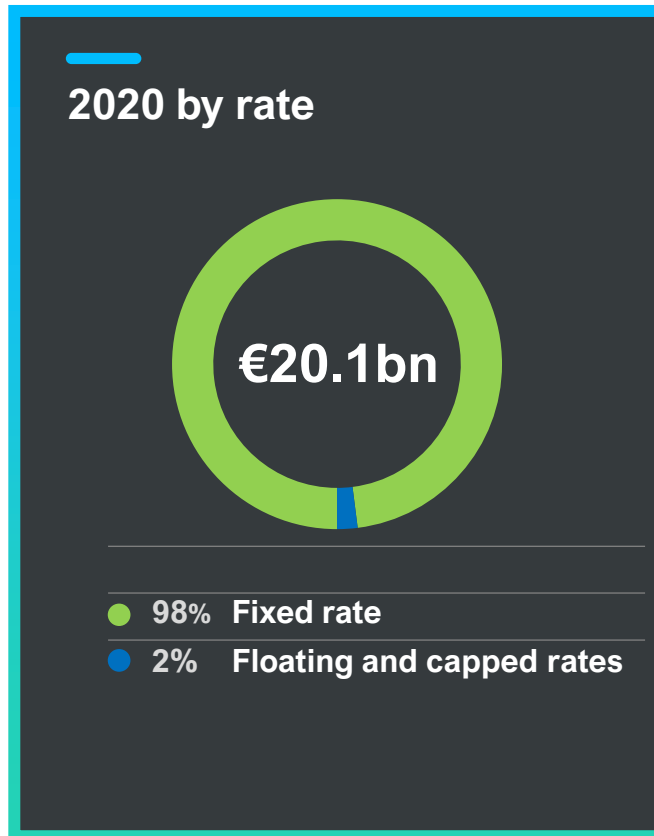 2020 by rate
€20.1bn
98% Fixed rate
2% Floating and capped rates